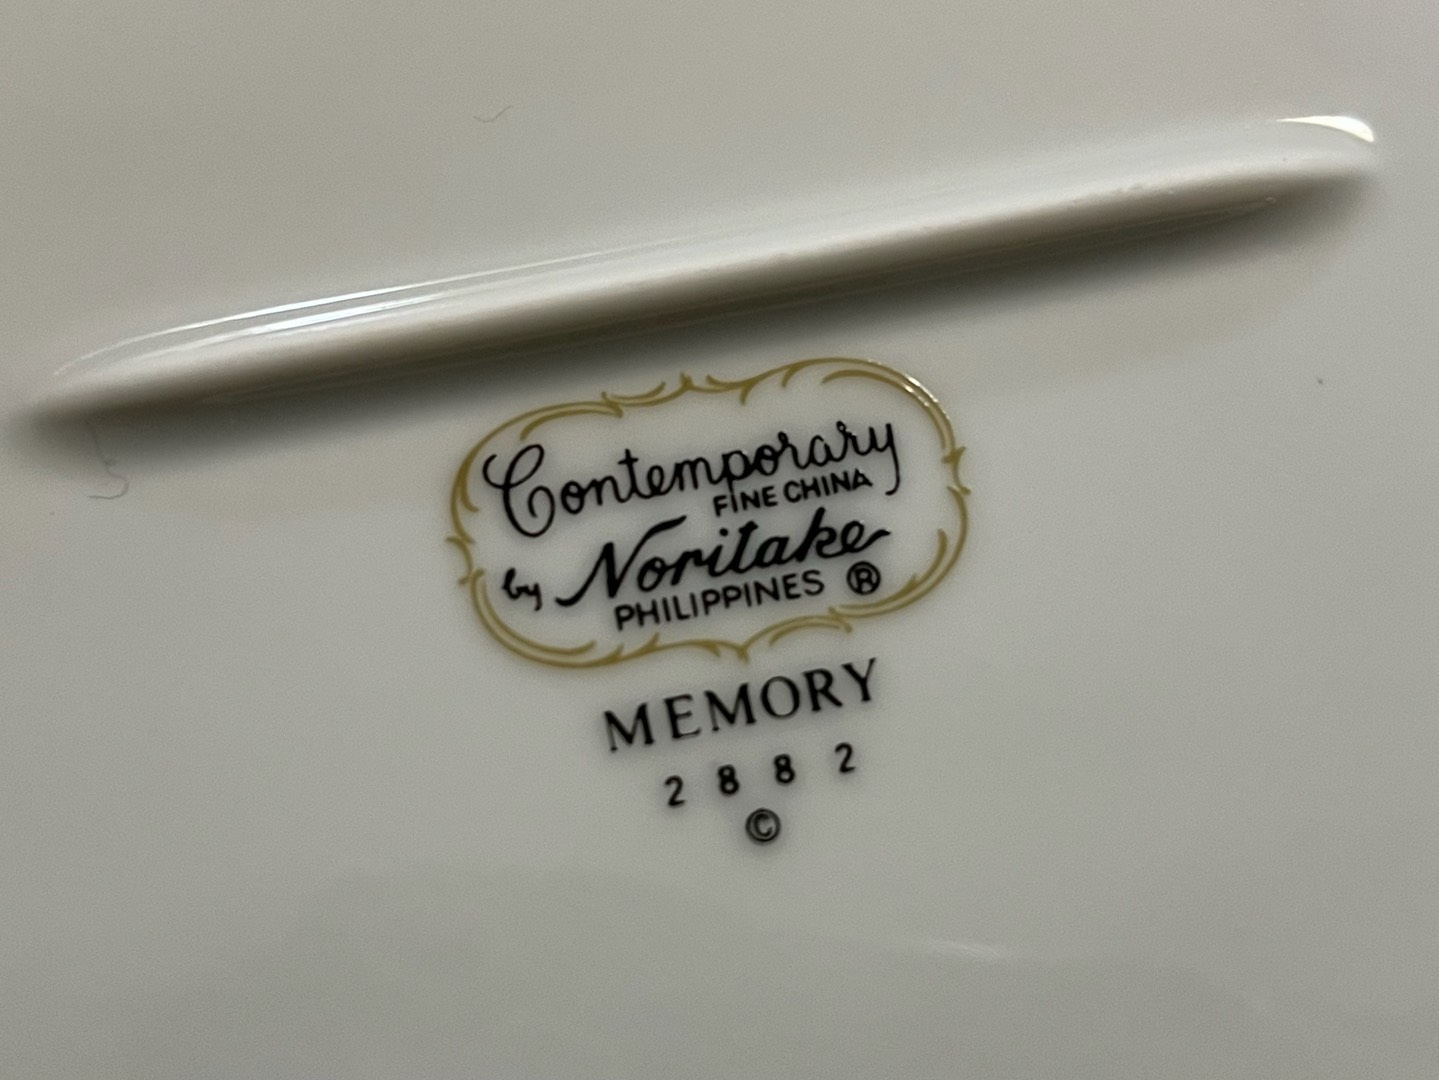 Contemporary
FINE CHINA
by Noritake
PHILIPPINES ®
MEMORY
2882
©